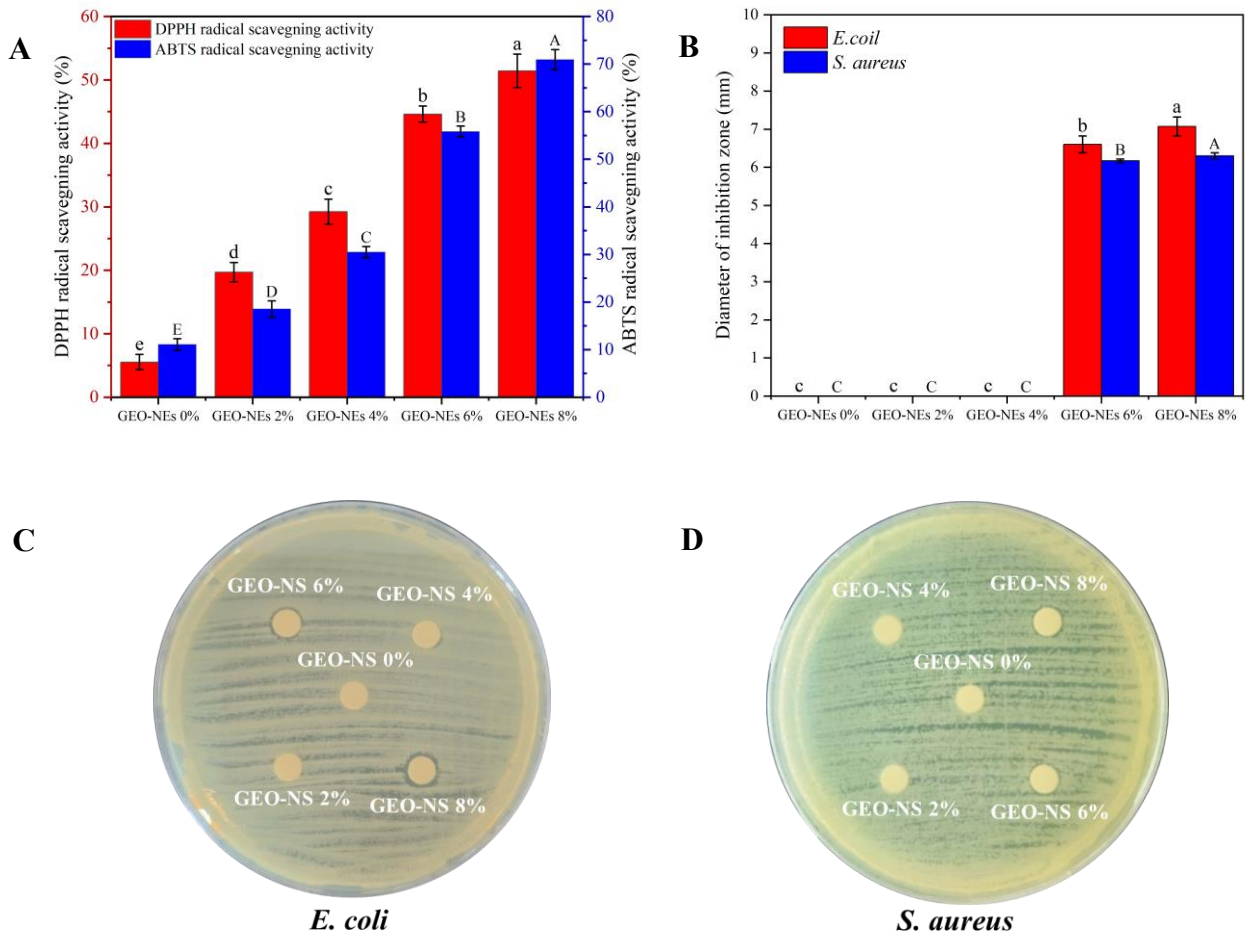 A
DPPH radical scavegning activity
ABTS radical scavegning activity
DPPH radical scavegning activity (%)
ABTS radical scavegning activity (%)
60
50
40
30
20
10
0
80
70
60
50
40
30
20
10
0
e E d D c C b B a A
GEO-NEs 0% GEO-NEs 2% GEO-NEs 4% GEO-NEs 6% GEO-NEs 8%
B
E.coil
S. aureus
Diameter of inhibition zone (mm)
10
9
8
7
6
5
4
3
2
1
0
c C c C c C b B a A
GEO-NEs 0% GEO-NEs 2% GEO-NEs 4% GEO-NEs 6% GEO-NEs 8%
C
GEO-NS 6%
GEO-NS 4%
GEO-NS 0%
GEO-NS 2%
GEO-NS 8%
E. coli
D
GEO-NS 4%
GEO-NS 8%
GEO-NS 0%
GEO-NS 2%
GEO-NS 6%
S. aureus